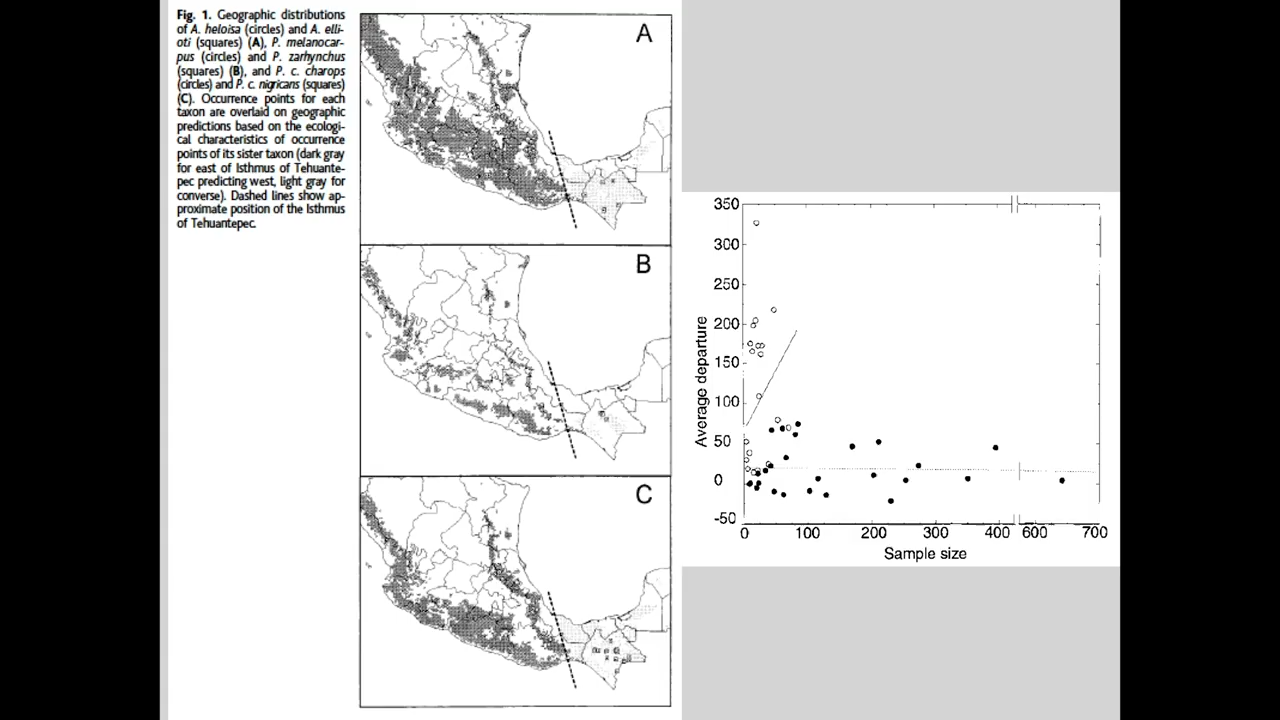 Fig. 1. Geographic distributions
of A. heloisa (circles) and A. elli-
oti (squares) (A), P. melanocar-
pus (circles) and P. zarhynchus
(squares) (B), and P. c. charops
(circles) and P. c. nigricans (squares)
(C). Occurrence points for each
taxon are overlaid on geographic
predictions based on the ecologi-
cal characteristics of occurrence
points of its sister taxon (dark gray
for east of Isthmus of Tehuante-
pec predicting west, light gray for
converse). Dashed lines show ap-
proximate position of the Isthmus
of Tehuantepec.
A
B
C
Average departure
350
300
250
200
150
100
50
0
-50
0 100 200 300 400 600 700
Sample size